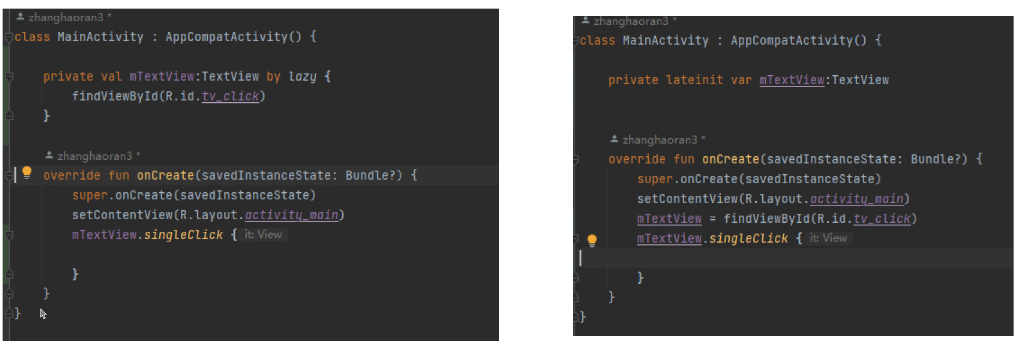 zhanghaoran3 *
class MainActivity : AppCompatActivity() {
private val mTextView:TextView by lazy {
findViewById(R.id.tv_click)
}
zhanghaoran3 *
override fun onCreate(savedInstanceState: Bundle?) {
super.onCreate(savedInstanceState)
setContentView(R.layout.activity_main)
mTextView.singleClick { it: View
}
}
}
zhanghaoran3 *
class MainActivity : AppCompatActivity() {
private lateinit var mTextView:TextView
zhanghaoran3 *
override fun onCreate(savedInstanceState: Bundle?) {
super.onCreate(savedInstanceState)
setContentView(R.layout.activity_main)
mTextView = findViewById(R.id.tv_click)
mTextView.singleClick { it: View
}
}
}